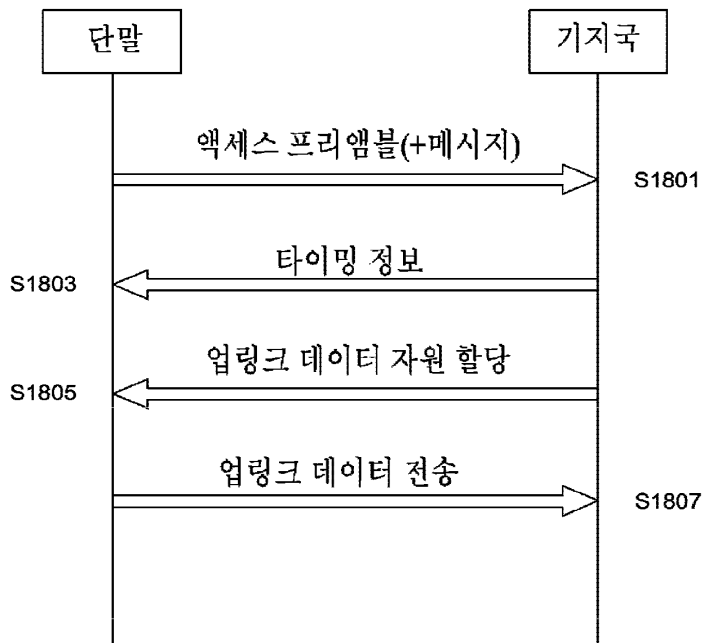 단말
기지국
액세스 프리앰블(+메시지)
S1801
타이밍 정보
S1803
업링크 데이터 자원 할당
S1805
업링크 데이터 전송
S1807